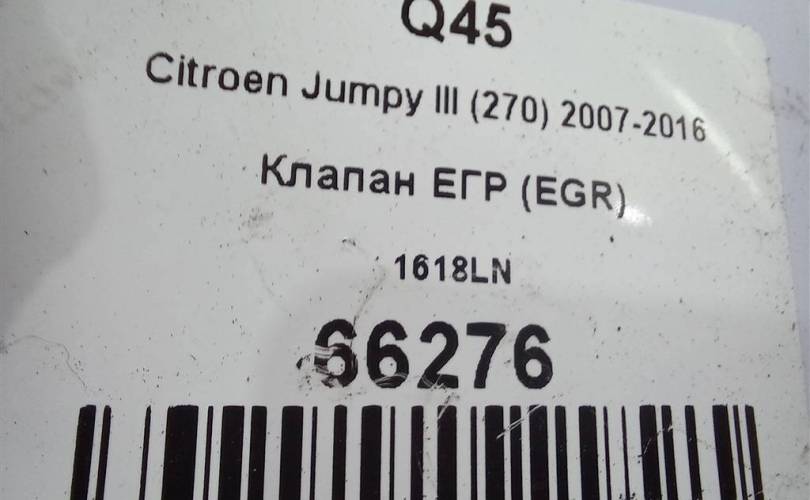 Q45
Citroen Jumpy III (270) 2007-2016
Клапан ЕГР (EGR)
1618LN
66276